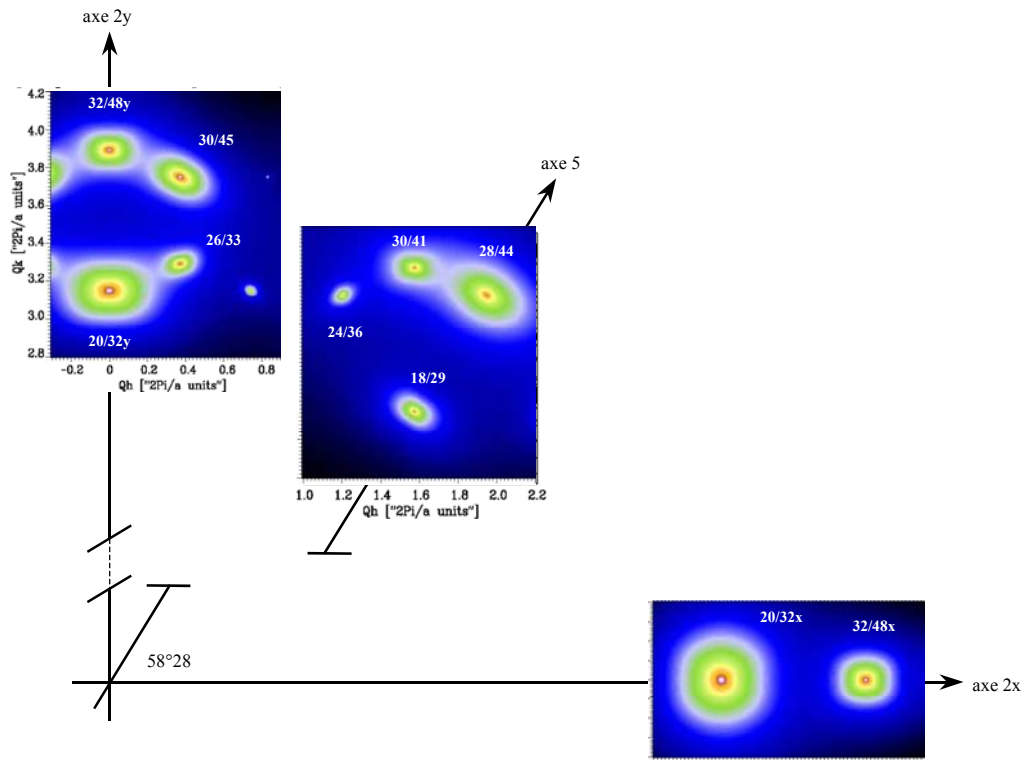 axe 2y
4.2
4.0
3.8
3.6
3.4
3.2
3.0
2.8
Qk ["2Pi/a units"]
32/48y
30/45
26/33
20/32y
-0.2 0 0.2 0.4 0.6 0.8
Qh ["2Pi/a units"]
axe 5
30/41
28/44
24/36
18/29
1.0 1.2 1.4 1.6 1.8 2.0 2.2
Qh ["2Pi/a units"]
58°28
20/32x
32/48x
axe 2x